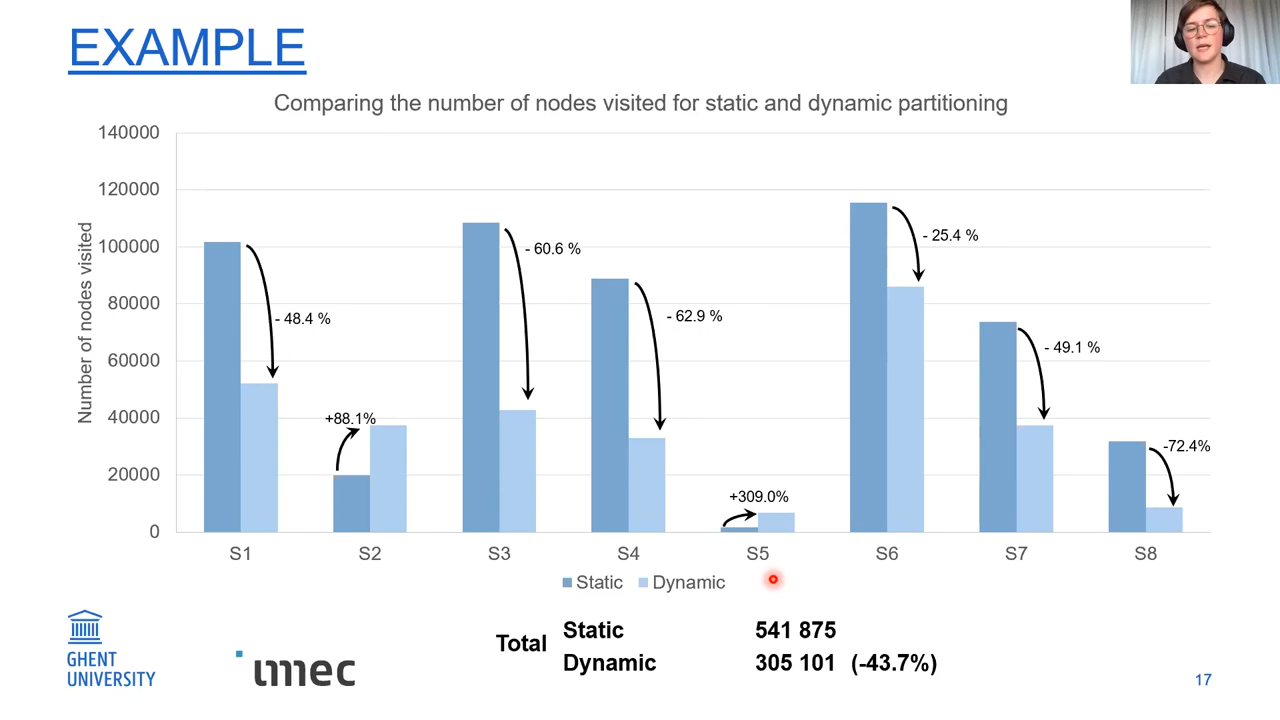 EXAMPLE
Comparing the number of nodes visited for static and dynamic partitioning
Number of nodes visited
140000
120000
100000
80000
60000
40000
20000
0
- 48.4 %
+88.1%
- 60.6 %
- 62.9 %
+309.0%
- 25.4 %
- 49.1 %
-72.4%
S1 S2 S3 S4 S5 S6 S7 S8
Static Dynamic
Total
Static 541 875
Dynamic 305 101 (-43.7%)
GHENT
UNIVERSITY
imec
17